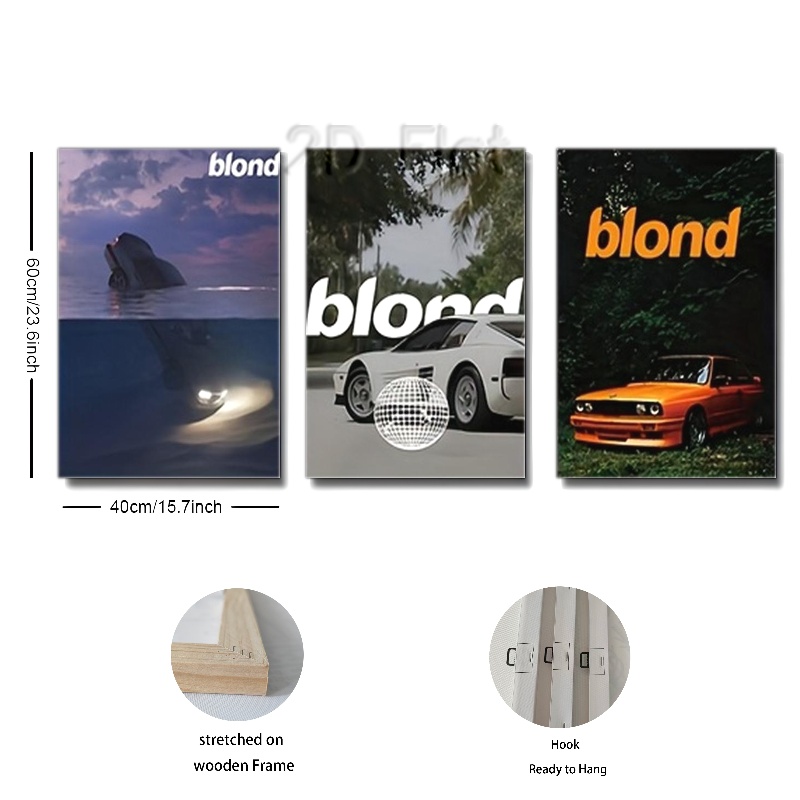 2D Flat
blond
blond
blond
60cm/23.6inch
40cm/15.7inch
stretched on
wooden Frame
Hook
Ready to Hang